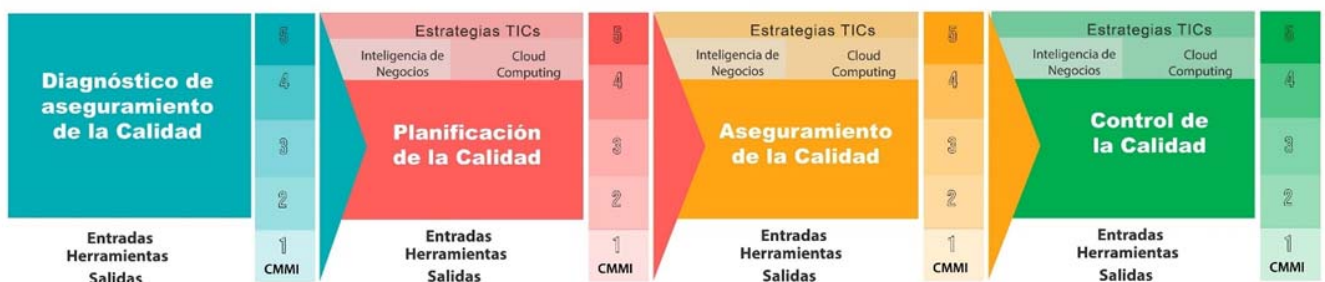 Diagnóstico de
aseguramiento
de la Calidad
Entradas
Herramientas
Salidas
5
4
3
2
1
CMMI
Estrategias TICs
Inteligencia de
Negocios
Cloud
Computing
Planificación
de la Calidad
Entradas
Herramientas
Salidas
5
4
3
2
1
CMMI
Estrategias TICs
Inteligencia de
Negocios
Cloud
Computing
Aseguramiento
de la Calidad
Entradas
Herramientas
Salidas
5
4
3
2
1
CMMI
Estrategias TICs
Inteligencia de
Negocios
Cloud
Computing
Control de
la Calidad
Entradas
Herramientas
Salidas
5
4
3
2
1
CMMI